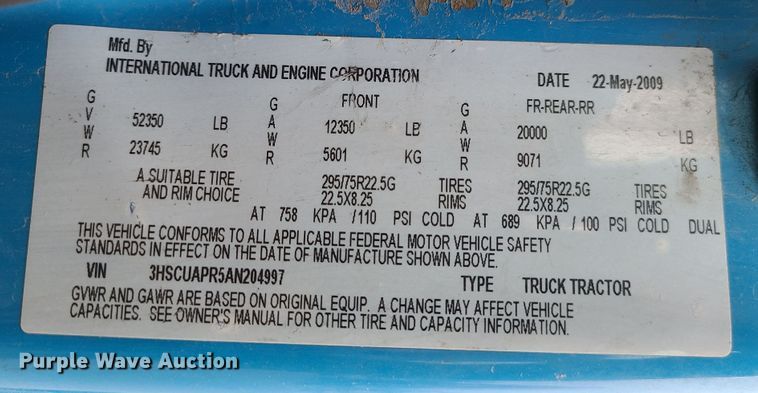 Mfd. By
INTERNATIONAL TRUCK AND ENGINE CORPORATION DATE 22-May-2009
GVWR 52350 LB 23745 KG
GAWR FRONT 12350 LB 5601 KG
GAWR FR-REAR-RR 20000 LB 9071 KG
A SUITABLE TIRE 295/75R22.5G TIRES 295/75R22.5G TIRES
AND RIM CHOICE 22.5X8.25 RIMS 22.5X8.25 RIMS
AT 758 KPA /110 PSI COLD AT 689 KPA /100 PSI COLD DUAL
THIS VEHICLE CONFORMS TO ALL APPLICABLE FEDERAL MOTOR VEHICLE SAFETY
STANDARDS IN EFFECT ON THE DATE OF MANUFACTURE SHOWN ABOVE.
VIN 3HSCUAPR5AN204997 TYPE TRUCK TRACTOR
GVWR AND GAWR ARE BASED ON ORIGINAL EQUIP. A CHANGE MAY AFFECT VEHICLE
CAPACITIES. SEE OWNER'S MANUAL FOR OTHER TIRE AND CAPACITY INFORMATION.
Purple Wave Auction